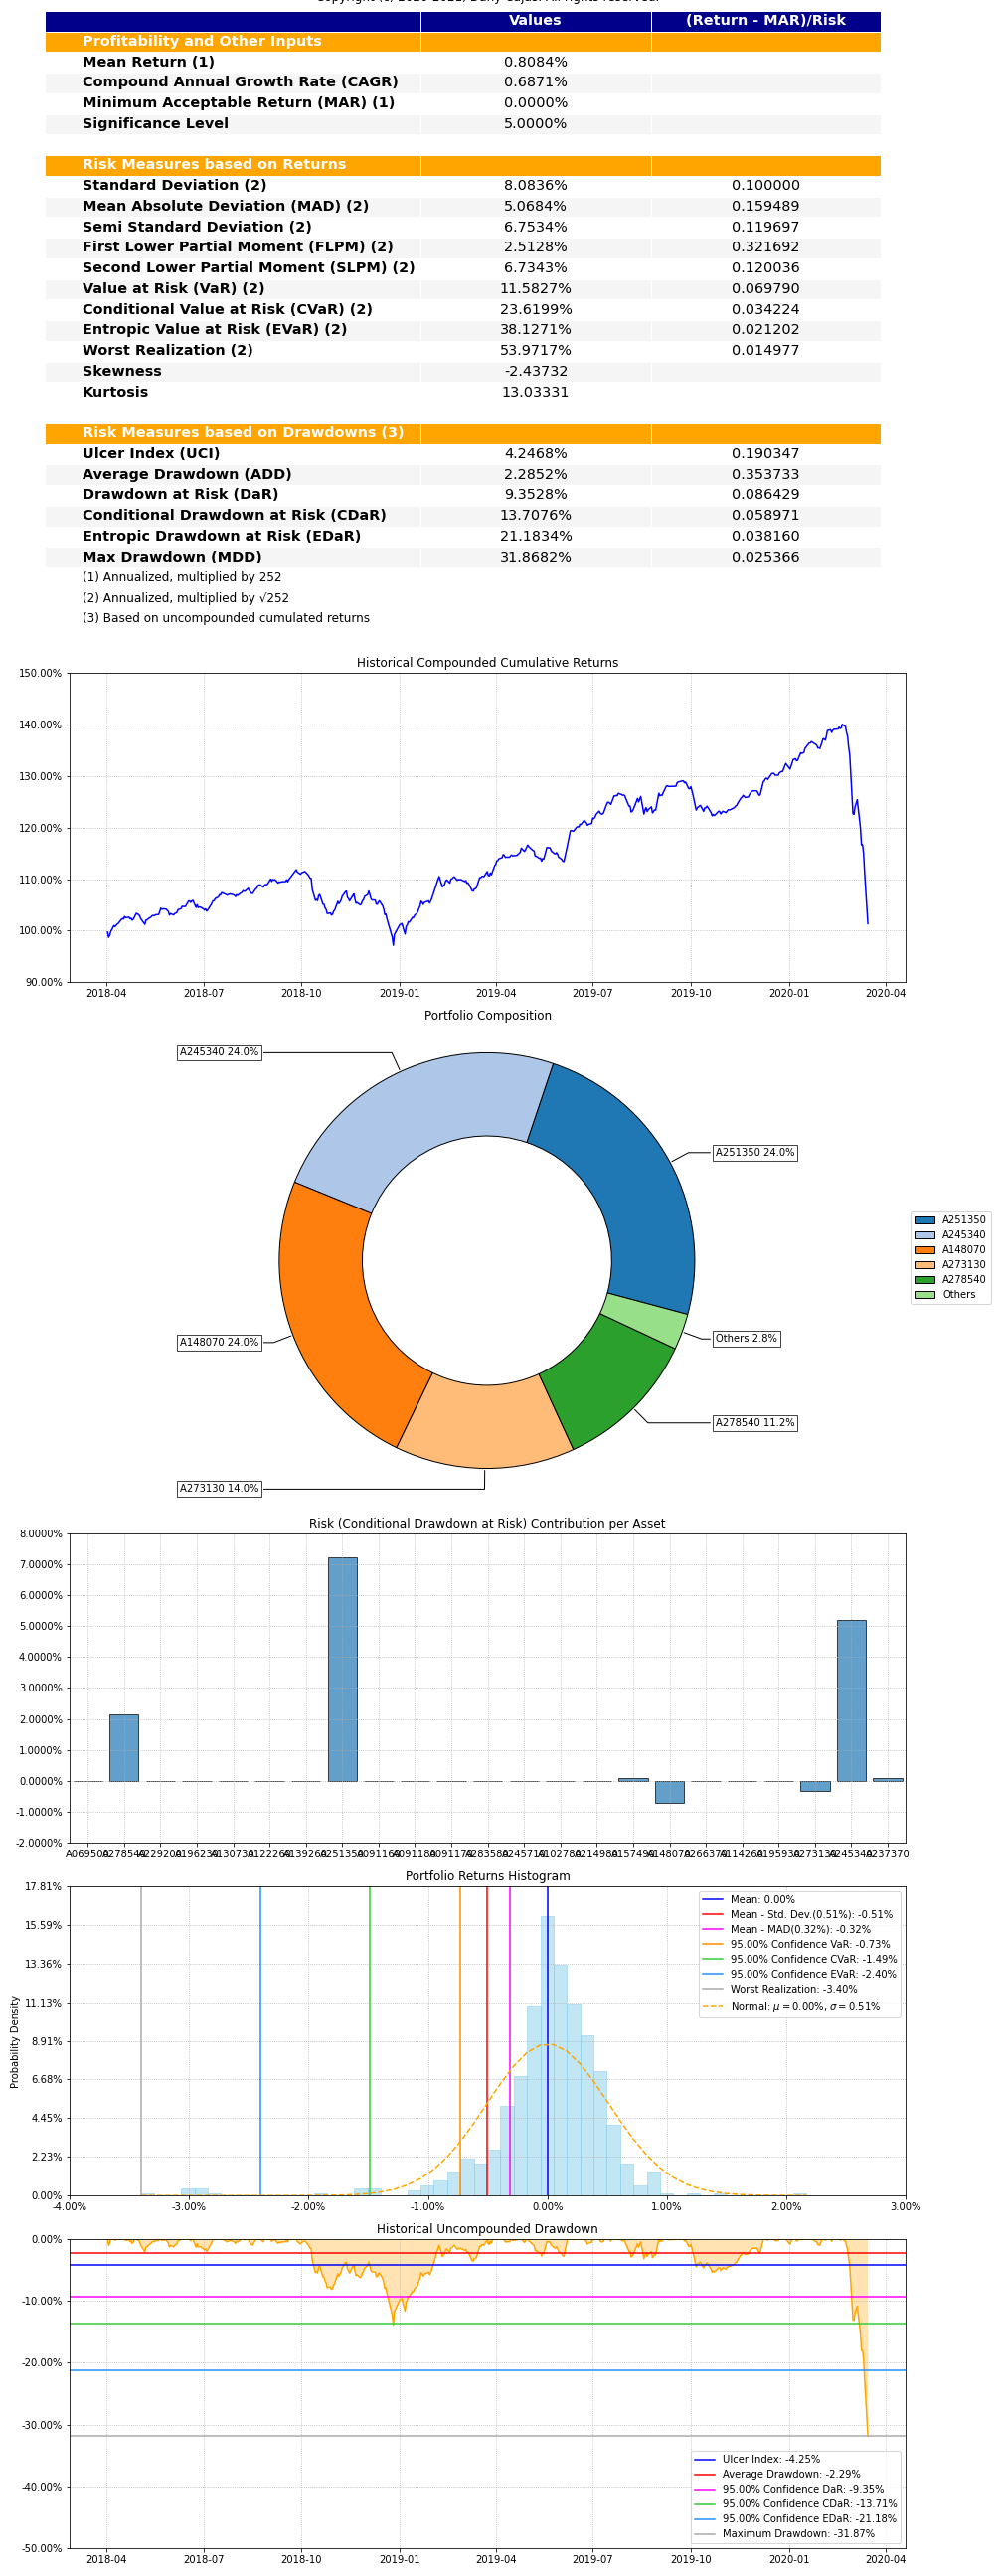 Values (Return - MAR)/Risk
Profitability and Other Inputs
Mean Return (1) 0.8084%
Compound Annual Growth Rate (CAGR) 0.6871%
Minimum Acceptable Return (MAR) (1) 0.0000%
Significance Level 5.0000%
Risk Measures based on Returns
Standard Deviation (2) 8.0836% 0.100000
Mean Absolute Deviation (MAD) (2) 5.0684% 0.159489
Semi Standard Deviation (2) 6.7534% 0.119697
First Lower Partial Moment (FLPM) (2) 2.5128% 0.321692
Second Lower Partial Moment (SLPM) (2) 6.7343% 0.120036
Value at Risk (VaR) (2) 11.5827% 0.069790
Conditional Value at Risk (CVaR) (2) 23.6199% 0.034224
Entropic Value at Risk (EVaR) (2) 38.1271% 0.021202
Worst Realization (2) 53.9717% 0.014977
Skewness -2.43732
Kurtosis 13.03331
Risk Measures based on Drawdowns (3)
Ulcer Index (UCI) 4.2468% 0.190347
Average Drawdown (ADD) 2.2852% 0.353733
Drawdown at Risk (DaR) 9.3528% 0.086429
Conditional Drawdown at Risk (CDaR) 13.7076% 0.058971
Entropic Drawdown at Risk (EDaR) 21.1834% 0.038160
Max Drawdown (MDD) 31.8682% 0.025366
(1) Annualized, multiplied by 252
(2) Annualized, multiplied by √252
(3) Based on uncompounded cumulated returns
Historical Compounded Cumulative Returns
150.00%
140.00%
130.00%
120.00%
110.00%
100.00%
90.00%
2018-04 2018-07 2018-10 2019-01 2019-04 2019-07 2019-10 2020-01 2020-04
Portfolio Composition
A245340 24.0%
A251350 24.0%
A148070 24.0%
Others 2.8%
A278540 11.2%
A273130 14.0%
A251350
A245340
A148070
A273130
A278540
Others
Risk (Conditional Drawdown at Risk) Contribution per Asset
8.0000%
7.0000%
6.0000%
5.0000%
4.0000%
3.0000%
2.0000%
1.0000%
0.0000%
-1.0000%
-2.0000%
Portfolio Returns Histogram
Probability Density
17.81%
15.59%
13.36%
11.13%
8.91%
6.68%
4.45%
2.23%
0.00%
-4.00% -3.00% -2.00% -1.00% 0.00% 1.00% 2.00% 3.00%
Mean: 0.00%
Mean - Std. Dev.(0.51%): -0.51%
Mean - MAD(0.32%): -0.32%
95.00% Confidence VaR: -0.73%
95.00% Confidence CVaR: -1.49%
95.00% Confidence EVaR: -2.40%
Worst Realization: -3.40%
Normal: μ = 0.00%, σ = 0.51%
Historical Uncompounded Drawdown
0.00%
-10.00%
-20.00%
-30.00%
-40.00%
-50.00%
Ulcer Index: -4.25%
Average Drawdown: -2.29%
95.00% Confidence DaR: -9.35%
95.00% Confidence CDaR: -13.71%
95.00% Confidence EDaR: -21.18%
Maximum Drawdown: -31.87%
2018-04 2018-07 2018-10 2019-01 2019-04 2019-07 2019-10 2020-01 2020-04